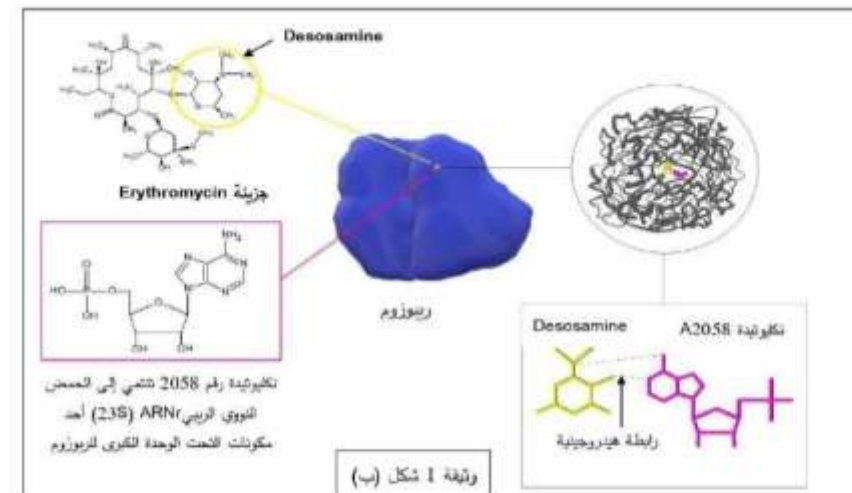 Desosamine
جزيئة Erythromycin
ريبوزوم
نكليوتيدة رقم 2058 تنتمي إلى الحمض
النووي الريبي ARNr (23S) أحد
مكونات التحت الوحدة الكبرى للريبوزوم
Desosamine
نكليوتيدة A2058
رابطة هيدروجينية
وثيقة 1 شكل (ب)